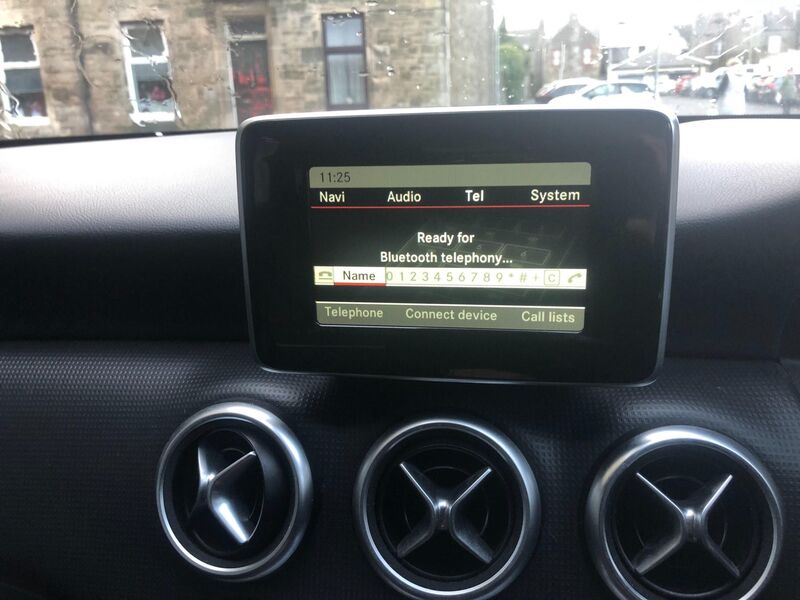 11:25
Navi Audio Tel System
Ready for
Bluetooth telephony...
Name 0 1 2 3 4 5 6 7 8 9 * # + C
Telephone Connect device Call lists